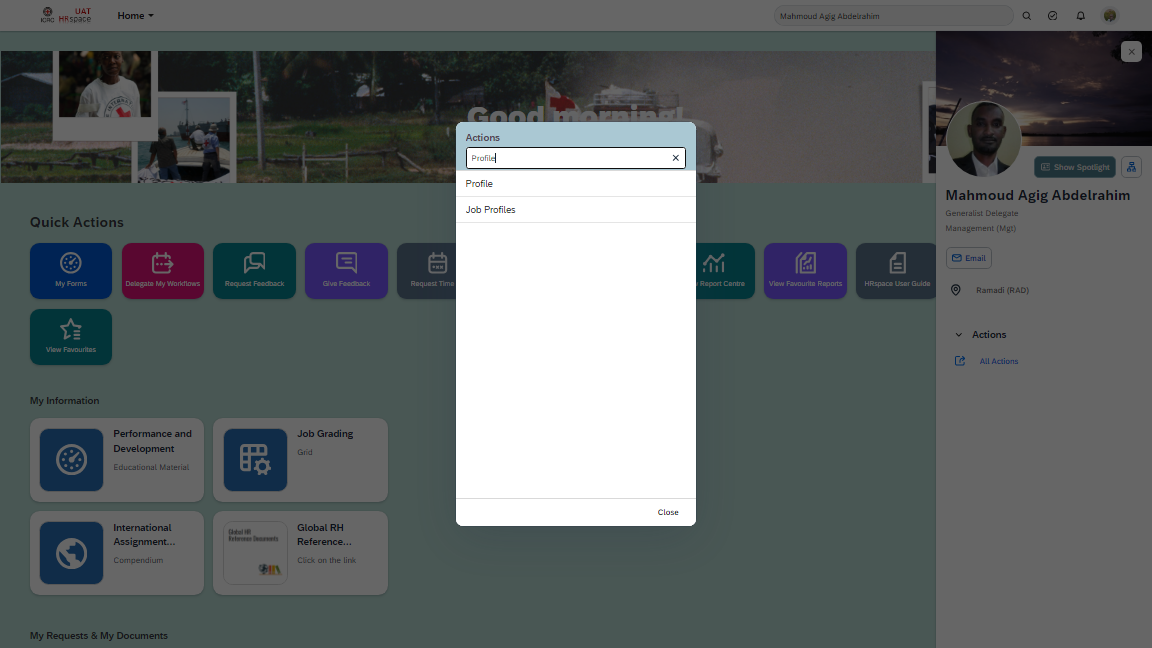 ICRC
UAT
HRspace
Home
Mahmoud Agig Abdelrahim
Good morning!
Actions
Profile
Profile
Job Profiles
Close
Show Spotlight
Mahmoud Agig Abdelrahim
Generalist Delegate
Management (Mgt)
Email
Ramadi (RAD)
Actions
All Actions
Quick Actions
My Forms
Delegate My Workflows
Request Feedback
Give Feedback
Request Time
Report Centre
View Favourite Reports
HRspace User Guide
View Favourites
My Information
Performance and
Development
Educational Material
Job Grading
Grid
International
Assignment...
Compendium
Global RH
Reference Documents
Global RH
Reference...
Click on the link
My Requests & My Documents